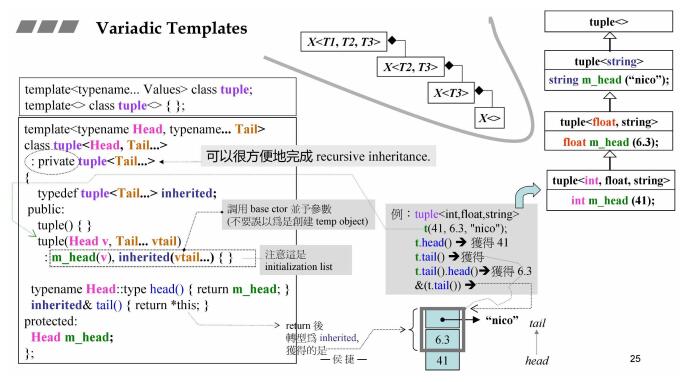 Variadic Templates
template<typename... Values> class tuple;
template<> class tuple<> { };
template<typename Head, typename... Tail>
class tuple<Head, Tail...>
: private tuple<Tail...>
{
typedef tuple<Tail...> inherited;
public:
tuple() { }
tuple(Head v, Tail... vtail)
: m_head(v), inherited(vtail...) { }
typename Head::type head() { return m_head; }
inherited& tail() { return *this; }
protected:
Head m_head;
};
可以很方便地完成 recursive inheritance.
調用 base ctor 並予參數
(不要誤以為是創建 temp object)
注意這是
initialization list
return 後
轉型為 inherited,
獲得的是
— 侯 捷 —
X<T1, T2, T3>
X<T2, T3>
X<T3>
X<>
例：tuple<int,float,string>
t(41, 6.3, "nico");
t.head() ➔ 獲得 41
t.tail() ➔ 獲得
t.tail().head() ➔ 獲得 6.3
&(t.tail()) ➔
"nico"
6.3
41
tail
head
tuple<>
tuple<string>
string m_head ("nico");
tuple<float, string>
float m_head (6.3);
tuple<int, float, string>
int m_head (41);
25